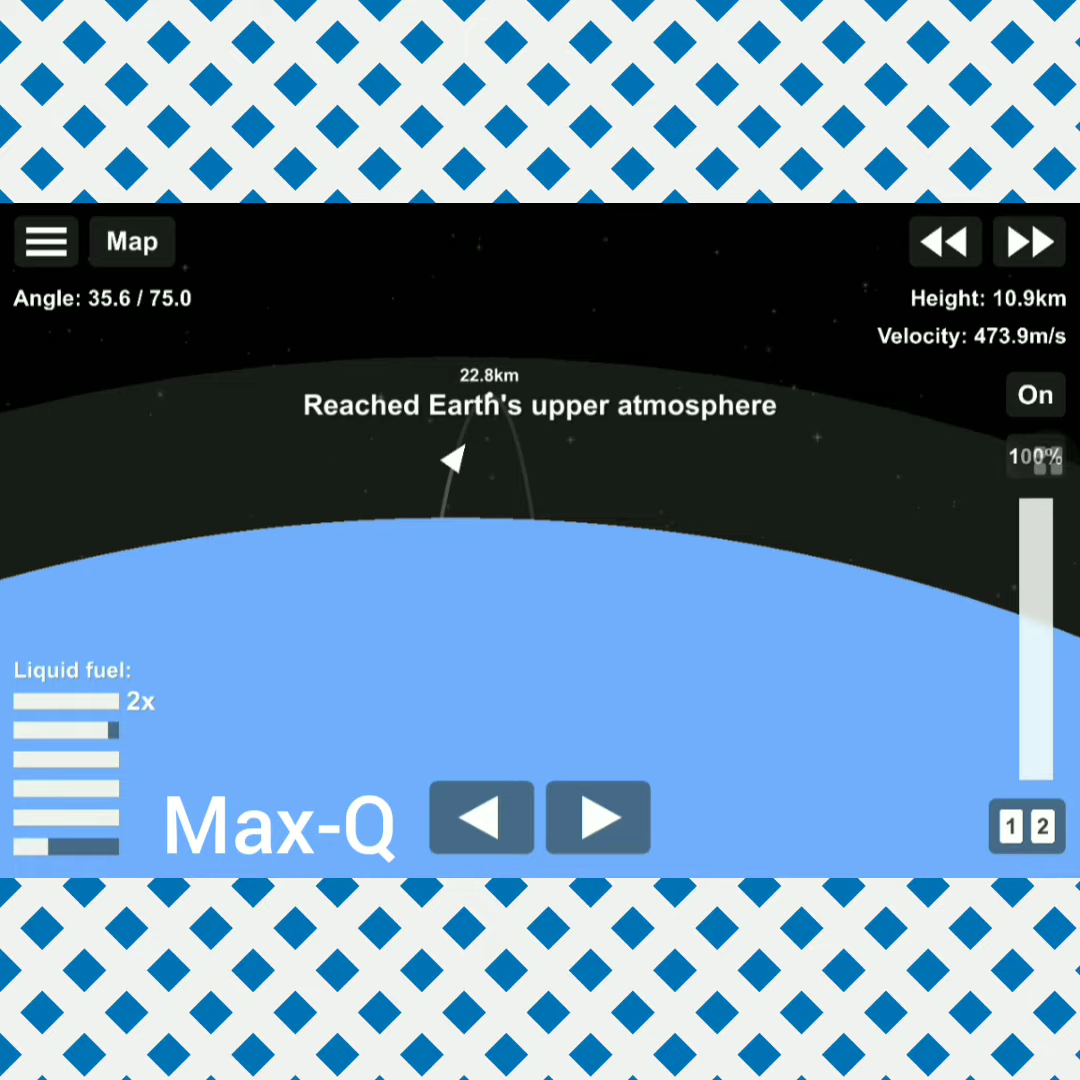 Map
Angle: 35.6 / 75.0
Height: 10.9km
Velocity: 473.9m/s
22.8km
Reached Earth's upper atmosphere
On
100%
Liquid fuel:
2x
Max-Q
1 2